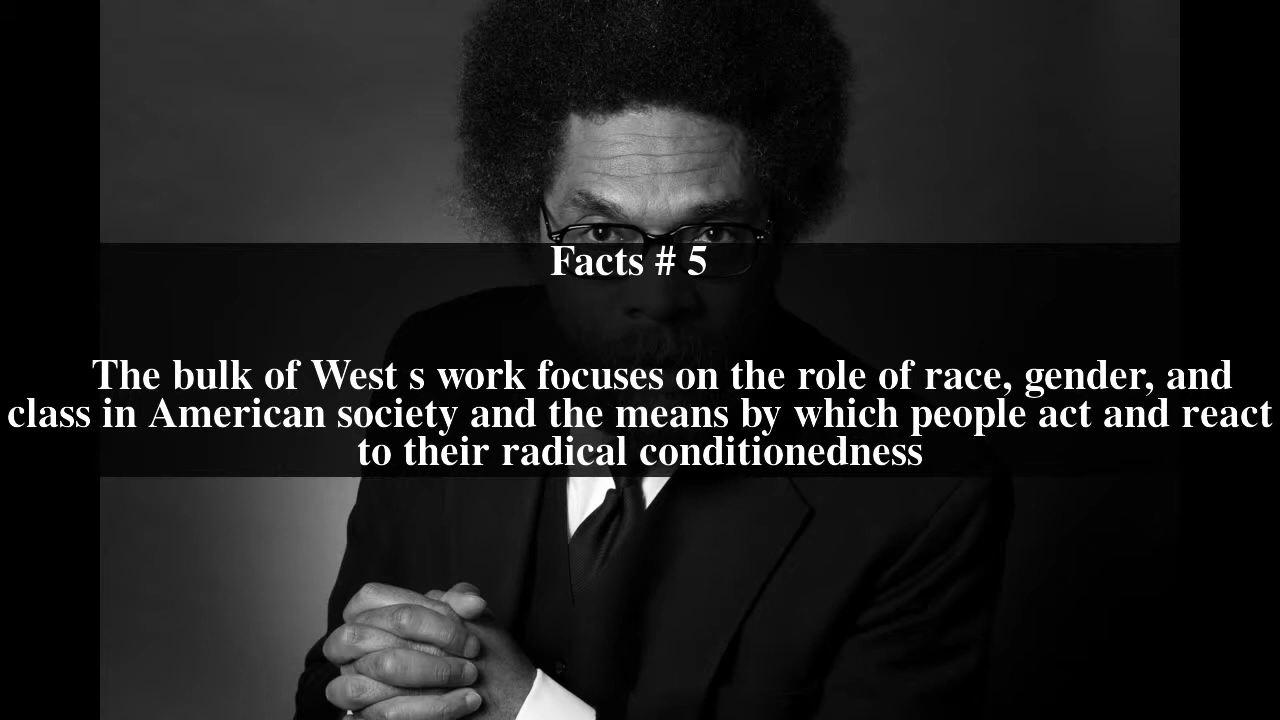 Facts # 5
The bulk of West s work focuses on the role of race, gender, and
class in American society and the means by which people act and react
to their radical conditionedness